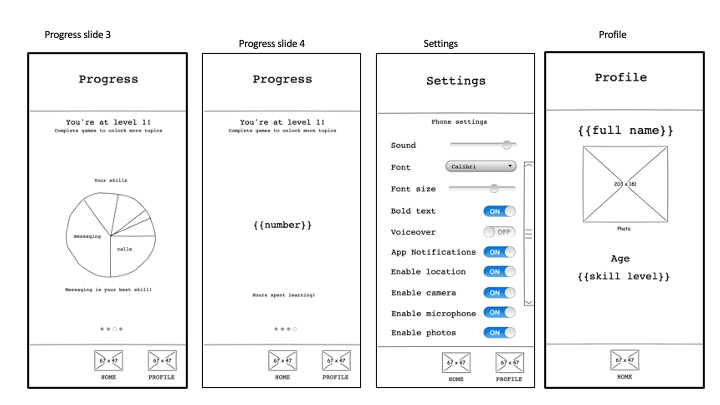 Progress slide 3
Progress
You're at level 1!
Complete games to unlock more topics
Your skills
messaging
calls
Messaging is your best skill!
67 x 47
67 x 47
HOME
PROFILE
Progress slide 4
Progress
You're at level 1!
Complete games to unlock more topics
{{number}}
Hours spent learning!
67 x 47
67 x 47
HOME
PROFILE
Settings
Settings
Phone settings
Sound
Font
Calibri
Font size
Bold text
ON
Voiceover
OFF
App Notifications
ON
Enable location
ON
Enable camera
ON
Enable microphone
ON
Enable photos
ON
67 x 47
67 x 47
HOME
PROFILE
Profile
Profile
{{full name}}
203 x 181
Photo
Age
{{skill level}}
67 x 47
HOME